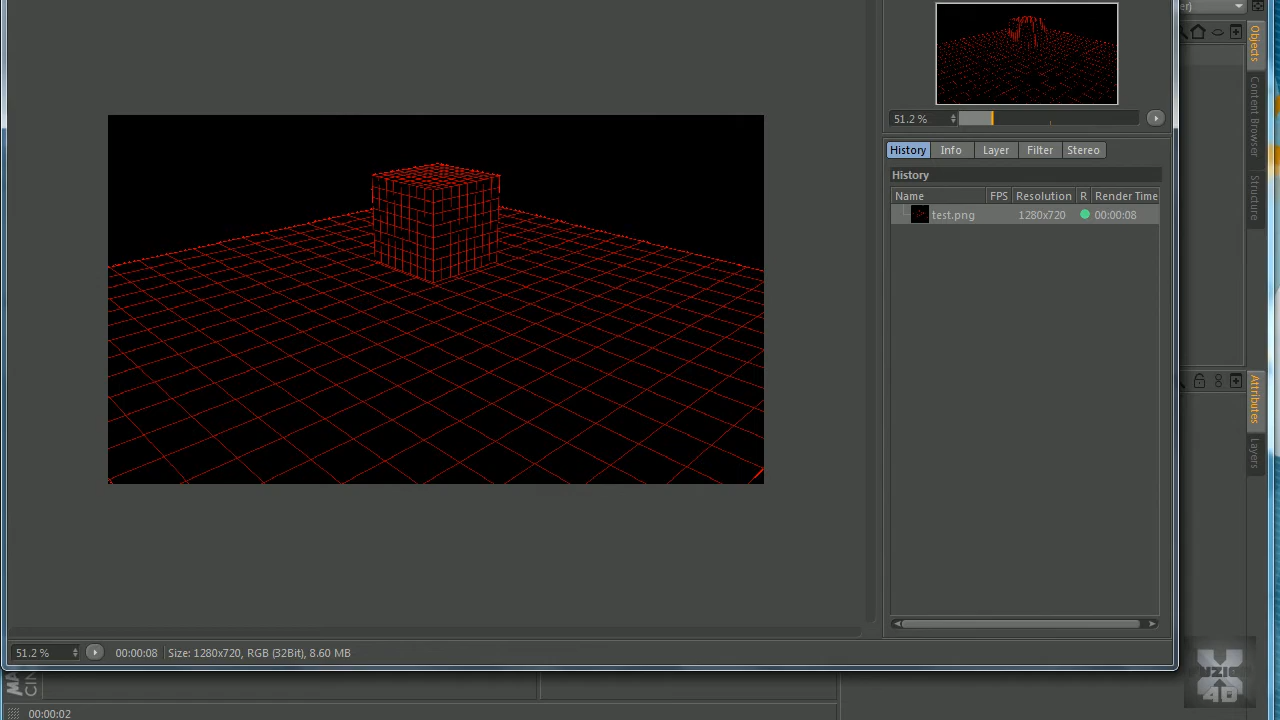 er)
Objects
Content Browser
Structure
51.2 %
History
Info
Layer
Filter
Stereo
History
Name
FPS
Resolution
R
Render Time
test.png
1280x720
00:00:08
Attributes
Layers
51.2 %
00:00:08
Size: 1280x720, RGB (32Bit), 8.60 MB
00:00:02
4D